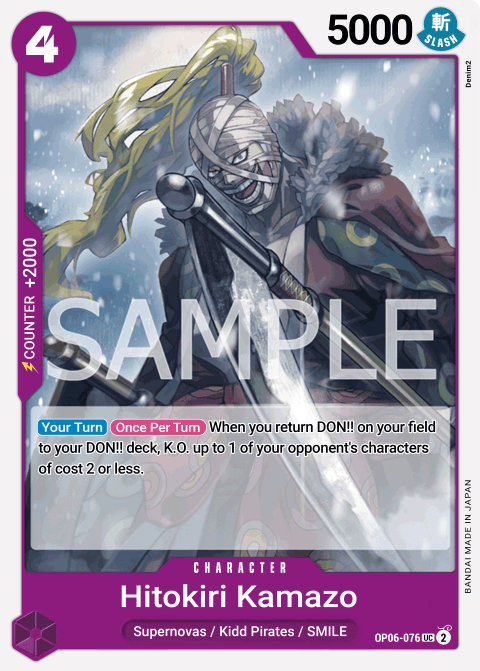 4
5000
斬
SLASH
Denim2
COUNTER +2000
SAMPLE
Your Turn Once Per Turn When you return DON!! on your field
to your DON!! deck, K.O. up to 1 of your opponent's characters
of cost 2 or less.
BANDAI MADE IN JAPAN
CHARACTER
Hitokiri Kamazo
Supernovas / Kidd Pirates / SMILE
OP06-076 UC 2